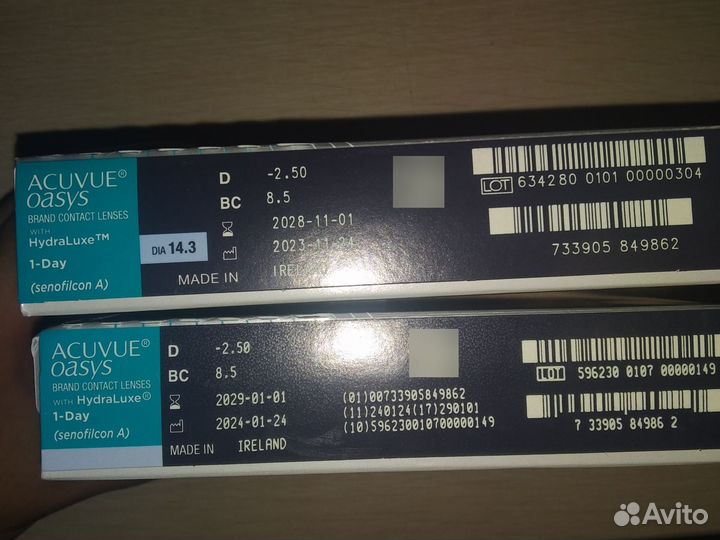 ACUVUE®
oasys
BRAND CONTACT LENSES
WITH
HydraLuxe™
1-Day
(senofilcon A)
DIA 14.3
D -2.50
BC 8.5
2028-11-01
2023-11-24
MADE IN IRELAND
LOT 634280 0101 00000304
733905 849862
ACUVUE®
oasys
BRAND CONTACT LENSES
WITH HydraLuxe®
1-Day
(senofilcon A)
D -2.50
BC 8.5
2029-01-01
2024-01-24
MADE IN IRELAND
(01)00733905849862
(11)240124(17)290101
(10)596230010700000149
LOT 596230 0107 00000149
7 33905 84986 2
Avito